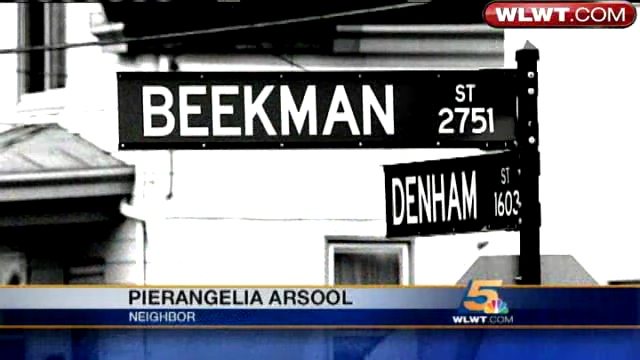 WLWT.COM
BEEKMAN ST 2751
DENHAM ST 1603
PIERANGELIA ARSOOL
NEIGHBOR
5
WLWT.COM